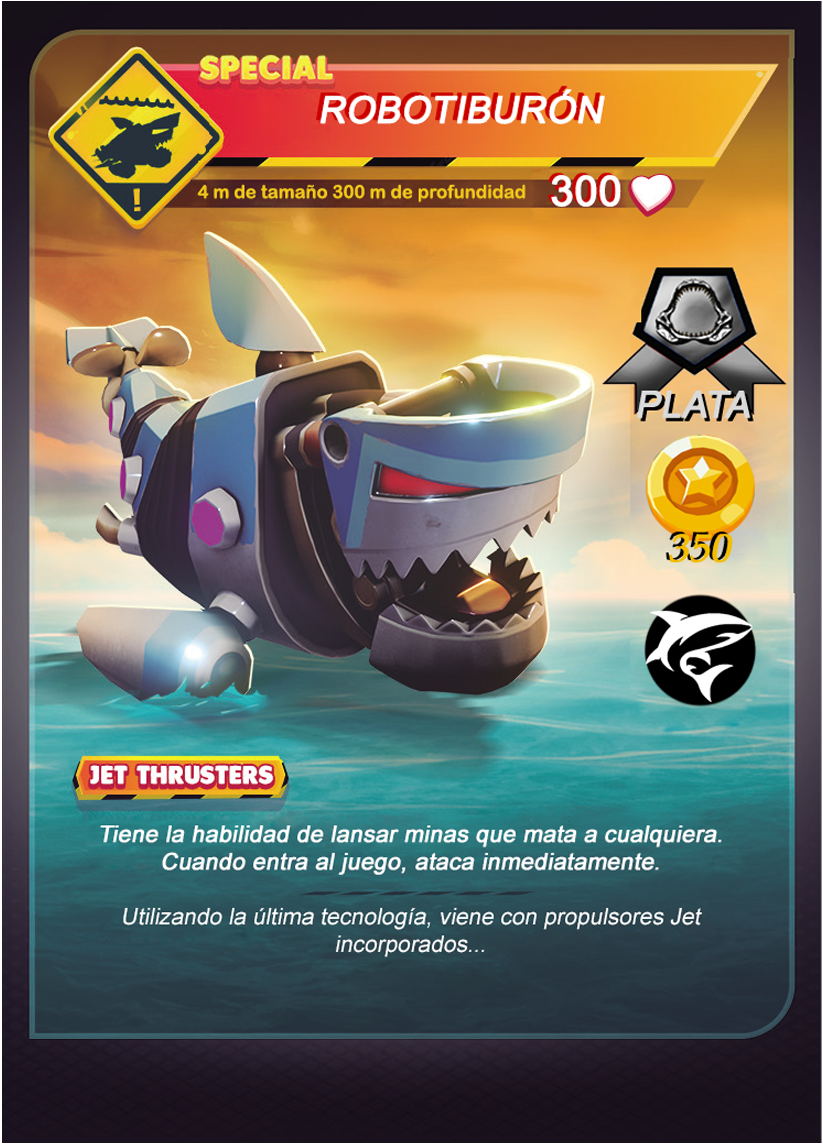 SPECIAL
ROBOTIBURÓN
!
4 m de tamaño 300 m de profundidad 300
PLATA
350
JET THRUSTERS
Tiene la habilidad de lansar minas que mata a cualquiera.
Cuando entra al juego, ataca inmediatamente.
Utilizando la última tecnología, viene con propulsores Jet
incorporados...